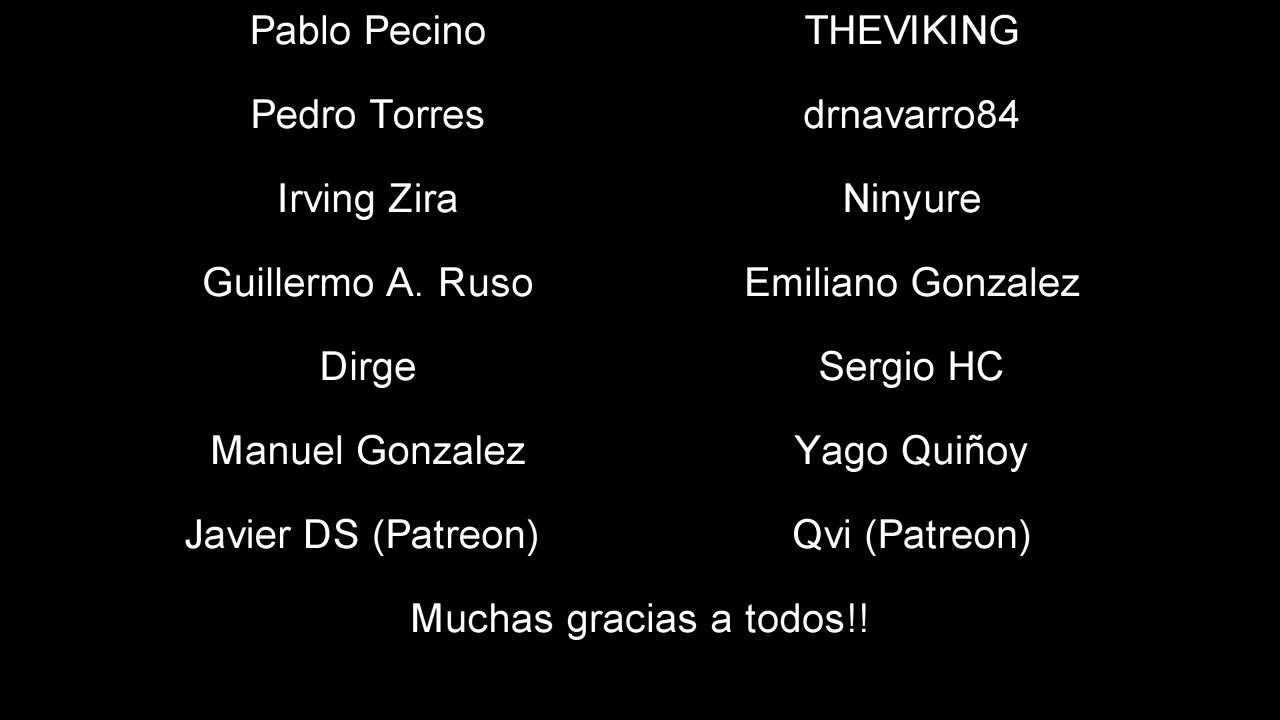 Pablo Pecino THEVIKING
Pedro Torres drnavarro84
Irving Zira Ninyure
Guillermo A. Ruso Emiliano Gonzalez
Dirge Sergio HC
Manuel Gonzalez Yago Quiñoy
Javier DS (Patreon) Qvi (Patreon)
Muchas gracias a todos!!